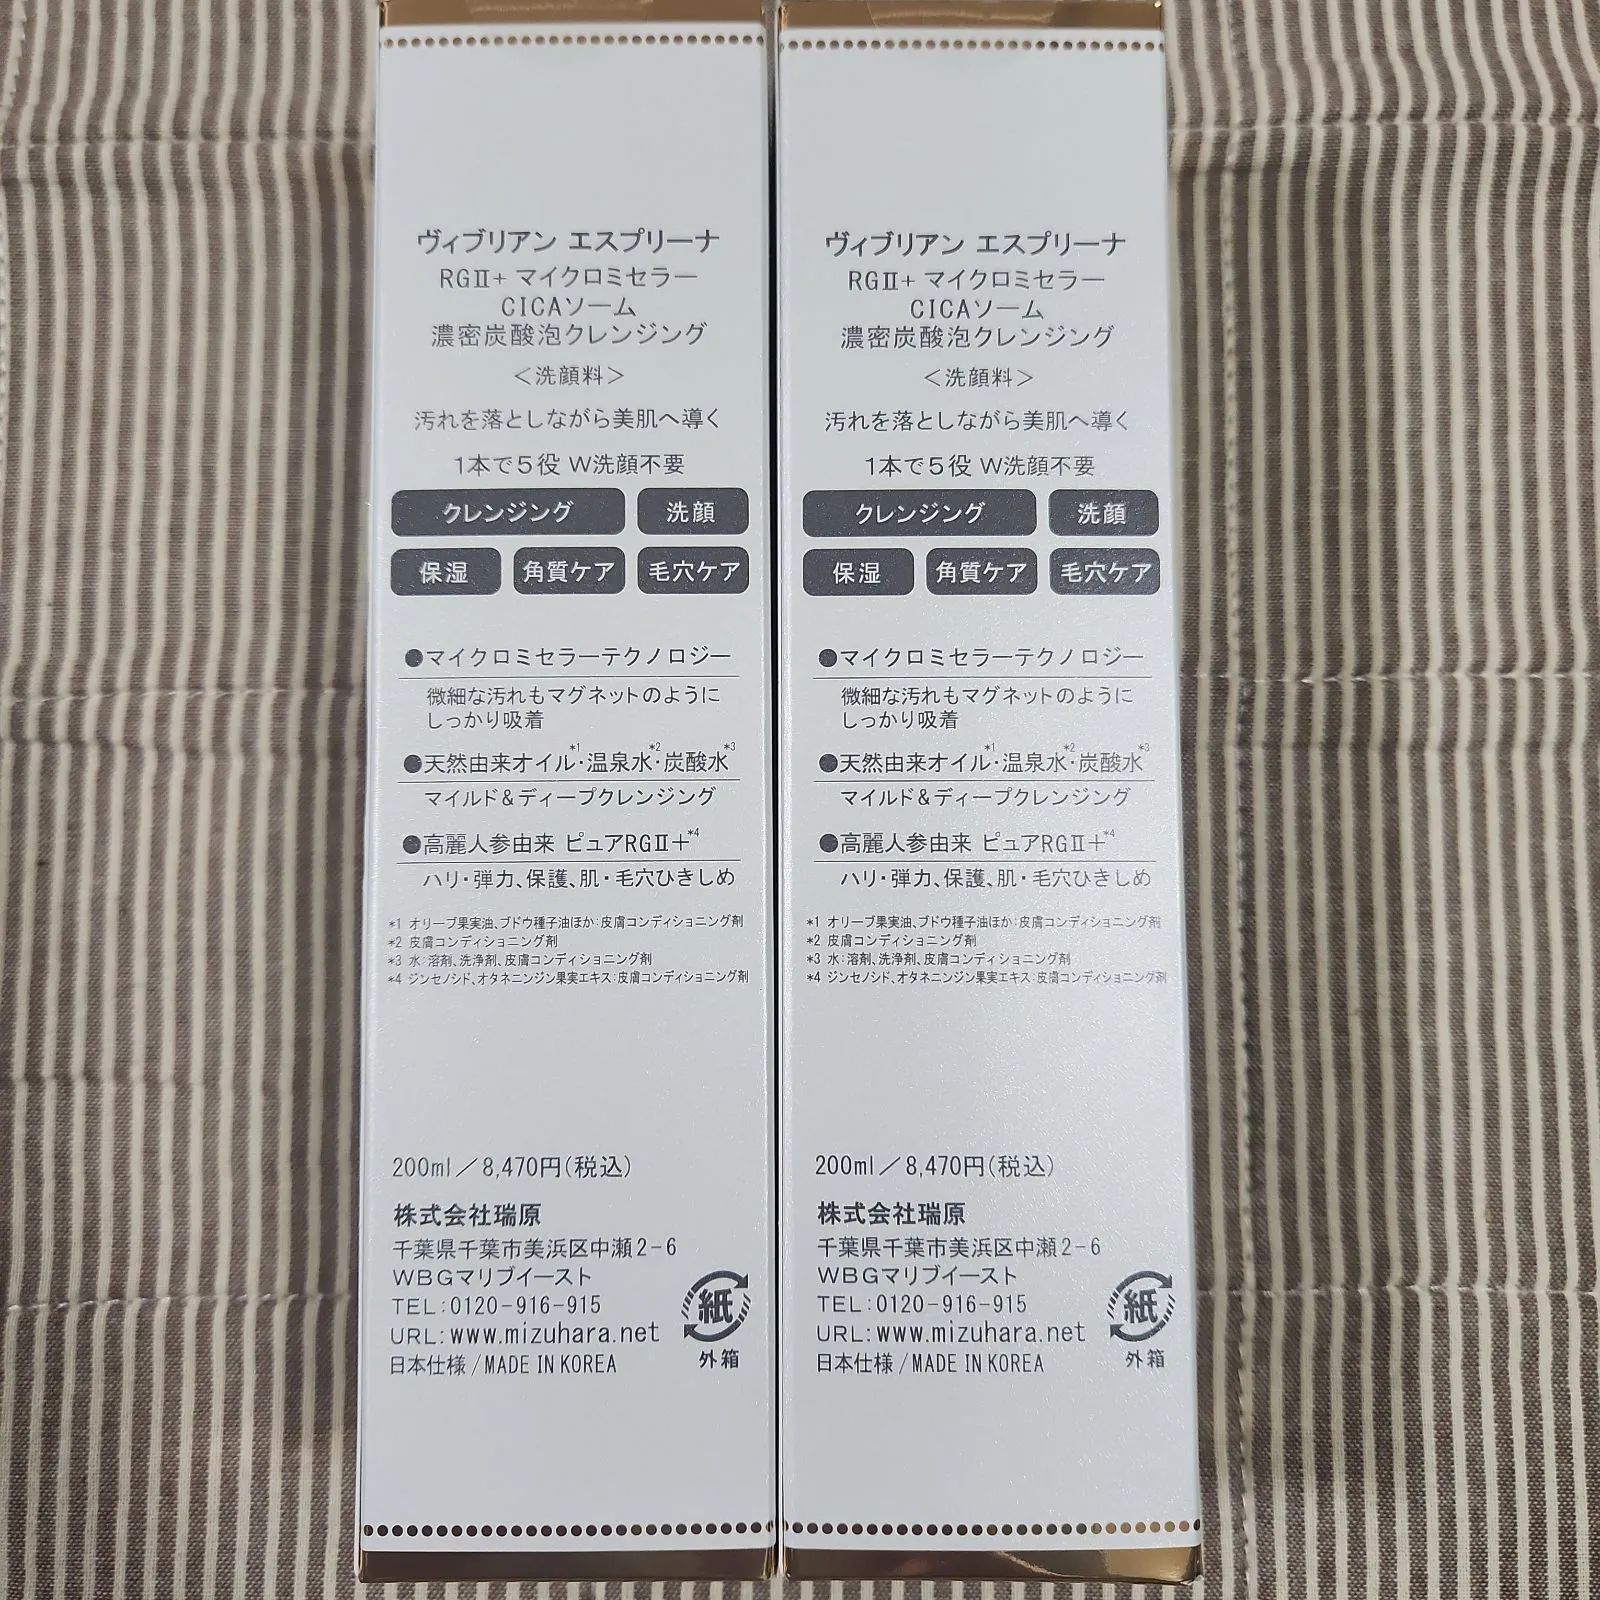 ヴィブリアン エスプリーナ
RGⅡ+ マイクロミセラー
CICAソーム
濃密炭酸泡クレンジング
＜洗顔料＞
汚れを落としながら美肌へ導く
1本で5役 W洗顔不要
クレンジング 洗顔
保湿 角質ケア 毛穴ケア
●マイクロミセラーテクノロジー
微細な汚れもマグネットのように
しっかり吸着
●天然由来オイル*1・温泉水*2・炭酸水*3
マイルド&ディープクレンジング
●高麗人参由来 ピュアRGⅡ+*4
ハリ・弾力、保護、肌・毛穴ひきしめ
*1 オリーブ果実油、ブドウ種子油ほか：皮膚コンディショニング剤
*2 皮膚コンディショニング剤
*3 水：溶剤、洗浄剤、皮膚コンディショニング剤
*4 ジンセノシド、オタネニンジン果実エキス：皮膚コンディショニング剤
200ml／8,470円(税込)
株式会社瑞原
千葉県千葉市美浜区中瀬2-6
WBGマリブイースト
TEL:0120-916-915
URL:www.mizuhara.net
日本仕様/MADE IN KOREA
紙
外箱
ヴィブリアン エスプリーナ
RGⅡ+ マイクロミセラー
CICAソーム
濃密炭酸泡クレンジング
＜洗顔料＞
汚れを落としながら美肌へ導く
1本で5役 W洗顔不要
クレンジング 洗顔
保湿 角質ケア 毛穴ケア
●マイクロミセラーテクノロジー
微細な汚れもマグネットのように
しっかり吸着
●天然由来オイル*1・温泉水*2・炭酸水*3
マイルド&ディープクレンジング
●高麗人参由来 ピュアRGⅡ+*4
ハリ・弾力、保護、肌・毛穴ひきしめ
*1 オリーブ果実油、ブドウ種子油ほか：皮膚コンディショニング剤
*2 皮膚コンディショニング剤
*3 水：溶剤、洗浄剤、皮膚コンディショニング剤
*4 ジンセノシド、オタネニンジン果実エキス：皮膚コンディショニング剤
200ml／8,470円(税込)
株式会社瑞原
千葉県千葉市美浜区中瀬2-6
WBGマリブイースト
TEL:0120-916-915
URL:www.mizuhara.net
日本仕様/MADE IN KOREA
紙
外箱